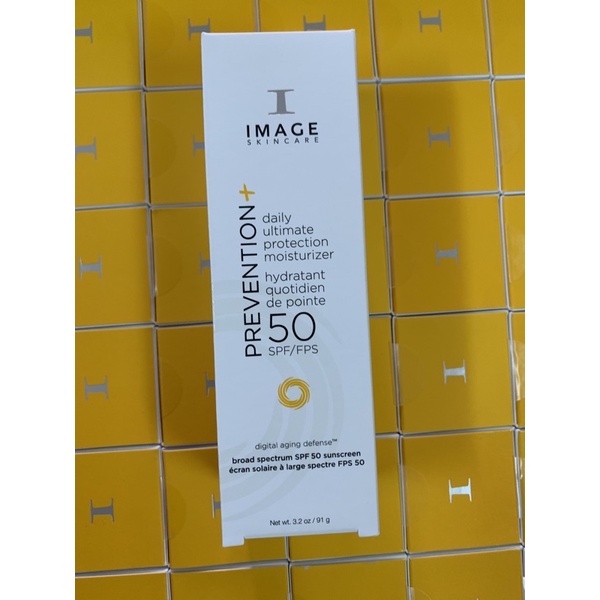 I
IMAGE
SKINCARE
PREVENTION+
daily
ultimate
protection
moisturizer
hydratant
quotidien
de pointe
50
SPF/FPS
digital aging defense™
broad spectrum SPF 50 sunscreen
écran solaire à large spectre FPS 50
Net wt. 3.2 oz / 91 g